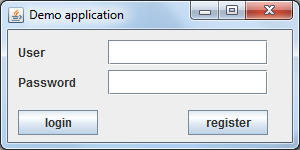 Demo application
User
Password
login register